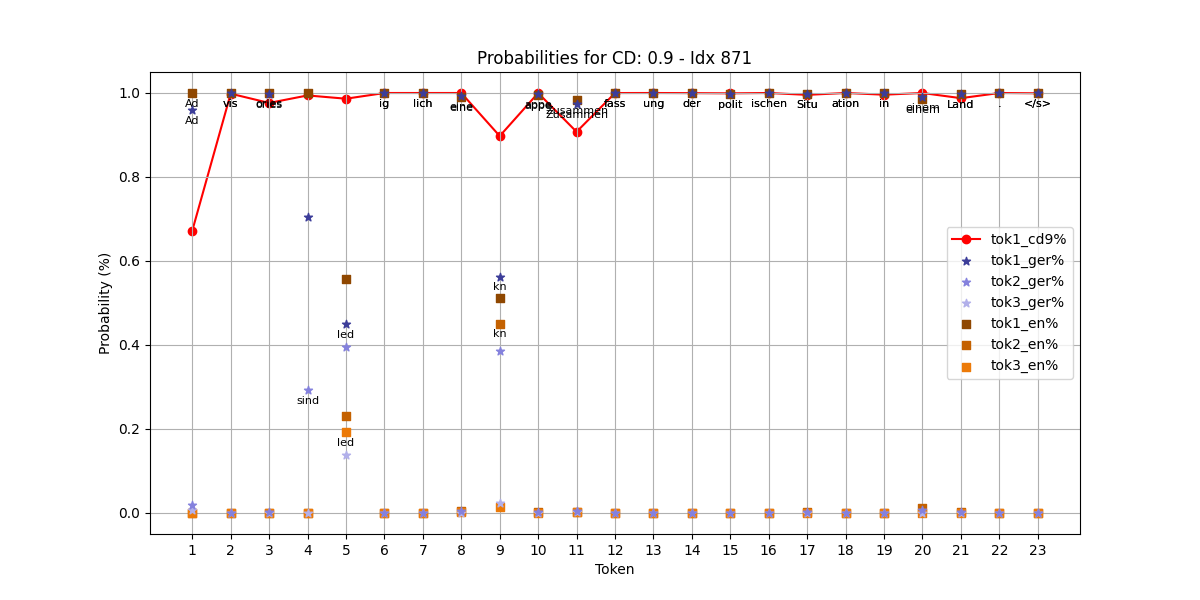 Probabilities for CD: 0.9 - Idx 871
Probability (%)
1.0
0.8
0.6
0.4
0.2
0.0
Ad
Ad
vis
sind
led
led
ig
lich
eine
kn
kn
appe
Zusammen
Zusammen
fass
ung
der
polit
ischen
Situ
ation
in
einem
Land
.
</s>
tok1_cd9%
tok1_ger%
tok2_ger%
tok3_ger%
tok1_en%
tok2_en%
tok3_en%
1 2 3 4 5 6 7 8 9 10 11 12 13 14 15 16 17 18 19 20 21 22 23
Token